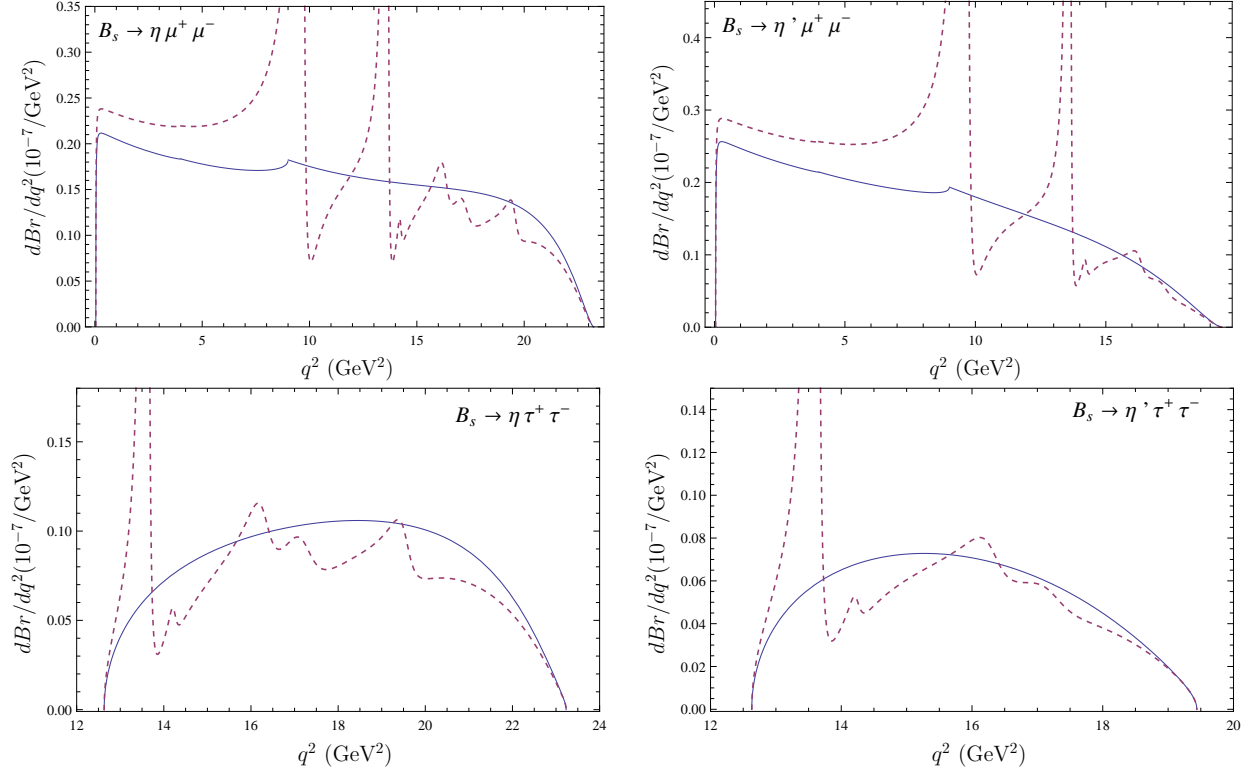 B_s → η μ⁺ μ⁻
dBr/dq²(10⁻⁷/GeV²)
0.35
0.30
0.25
0.20
0.15
0.10
0.05
0.00
0 5 10 15 20
q² (GeV²)
B_s → η ’ μ⁺ μ⁻
dBr/dq²(10⁻⁷/GeV²)
0.4
0.3
0.2
0.1
0.0
0 5 10 15
q² (GeV²)
B_s → η τ⁺ τ⁻
dBr/dq²(10⁻⁷/GeV²)
0.15
0.10
0.05
0.00
12 14 16 18 20 22 24
q² (GeV²)
B_s → η ’ τ⁺ τ⁻
dBr/dq²(10⁻⁷/GeV²)
0.14
0.12
0.10
0.08
0.06
0.04
0.02
0.00
12 14 16 18 20
q² (GeV²)